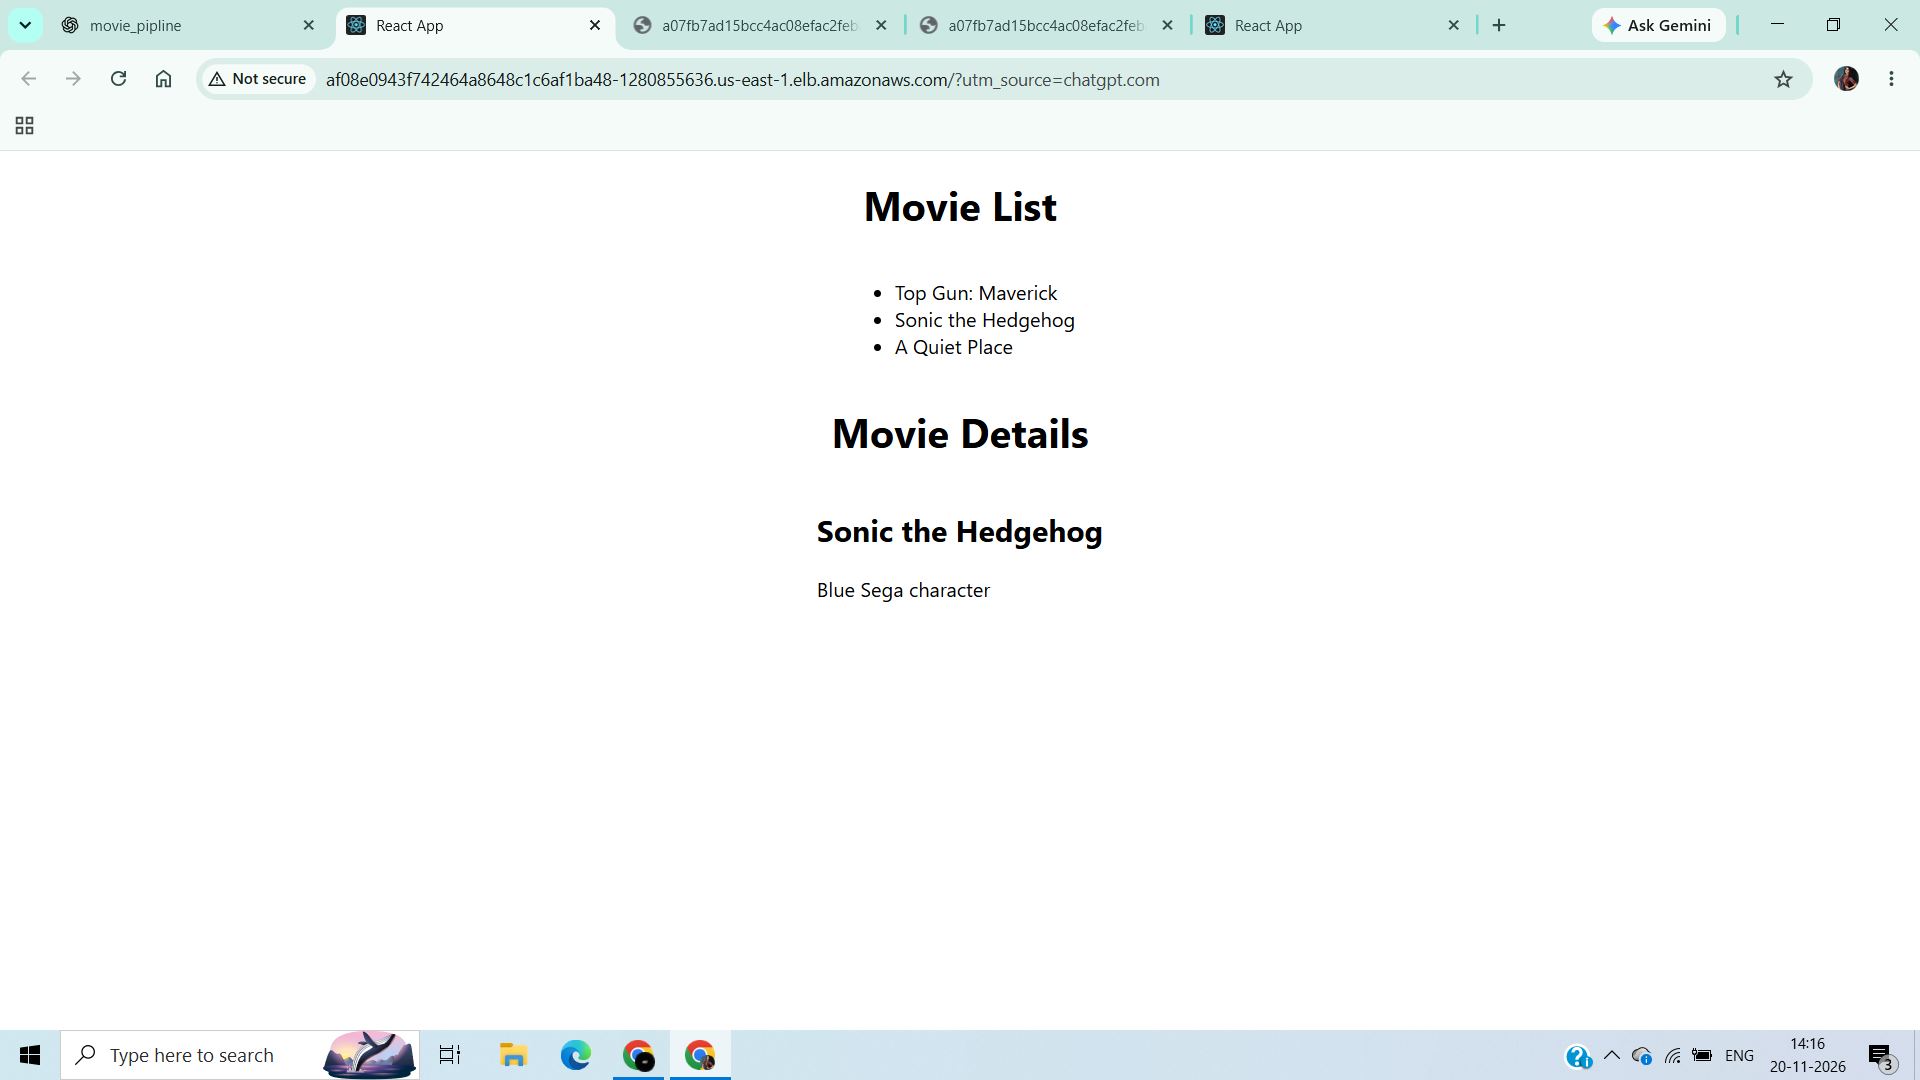 movie_pipline
React App
a07fb7ad15bcc4ac08efac2feb
a07fb7ad15bcc4ac08efac2feb
React App
Ask Gemini
Not secure
af08e0943f742464a8648c1c6af1ba48-1280855636.us-east-1.elb.amazonaws.com/?utm_source=chatgpt.com
Movie List
Top Gun: Maverick
Sonic the Hedgehog
A Quiet Place
Movie Details
Sonic the Hedgehog
Blue Sega character
Type here to search
ENG
14:16
20-11-2026
3